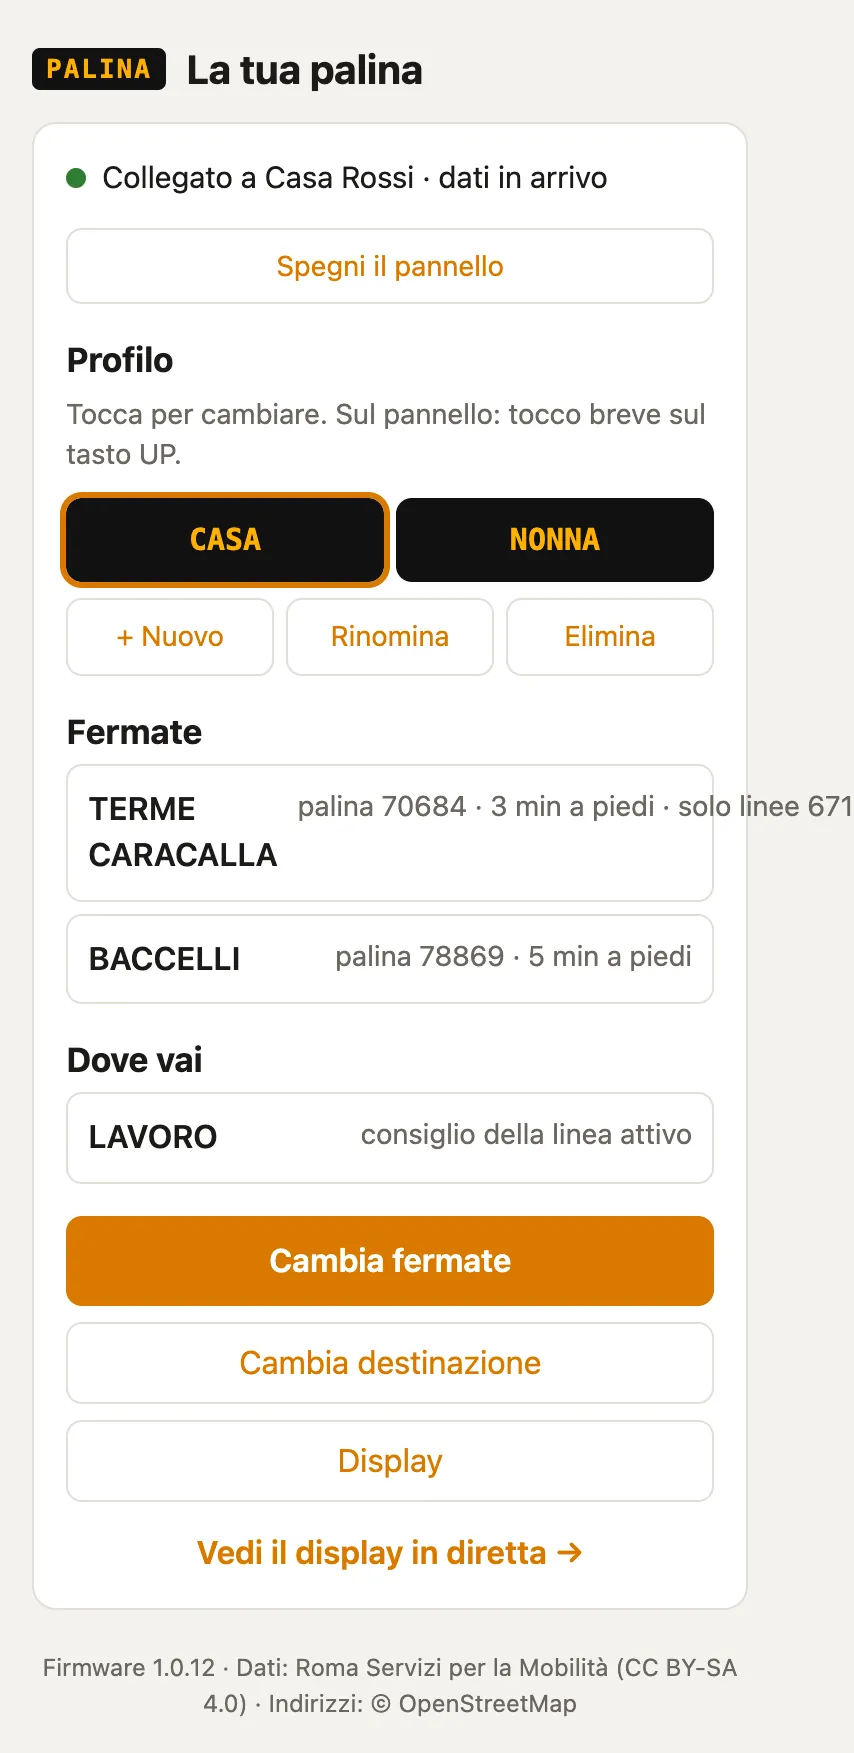 PALINA La tua palina
Collegato a Casa Rossi · dati in arrivo
Spegni il pannello
Profilo
Tocca per cambiare. Sul pannello: tocco breve sul
tasto UP.
CASA NONNA
+ Nuovo Rinomina Elimina
Fermate
TERME palina 70684 · 3 min a piedi · solo linee 671
CARACALLA
BACCELLI palina 78869 · 5 min a piedi
Dove vai
LAVORO consiglio della linea attivo
Cambia fermate
Cambia destinazione
Display
Vedi il display in diretta →
Firmware 1.0.12 · Dati: Roma Servizi per la Mobilità (CC BY-SA
4.0) · Indirizzi: © OpenStreetMap